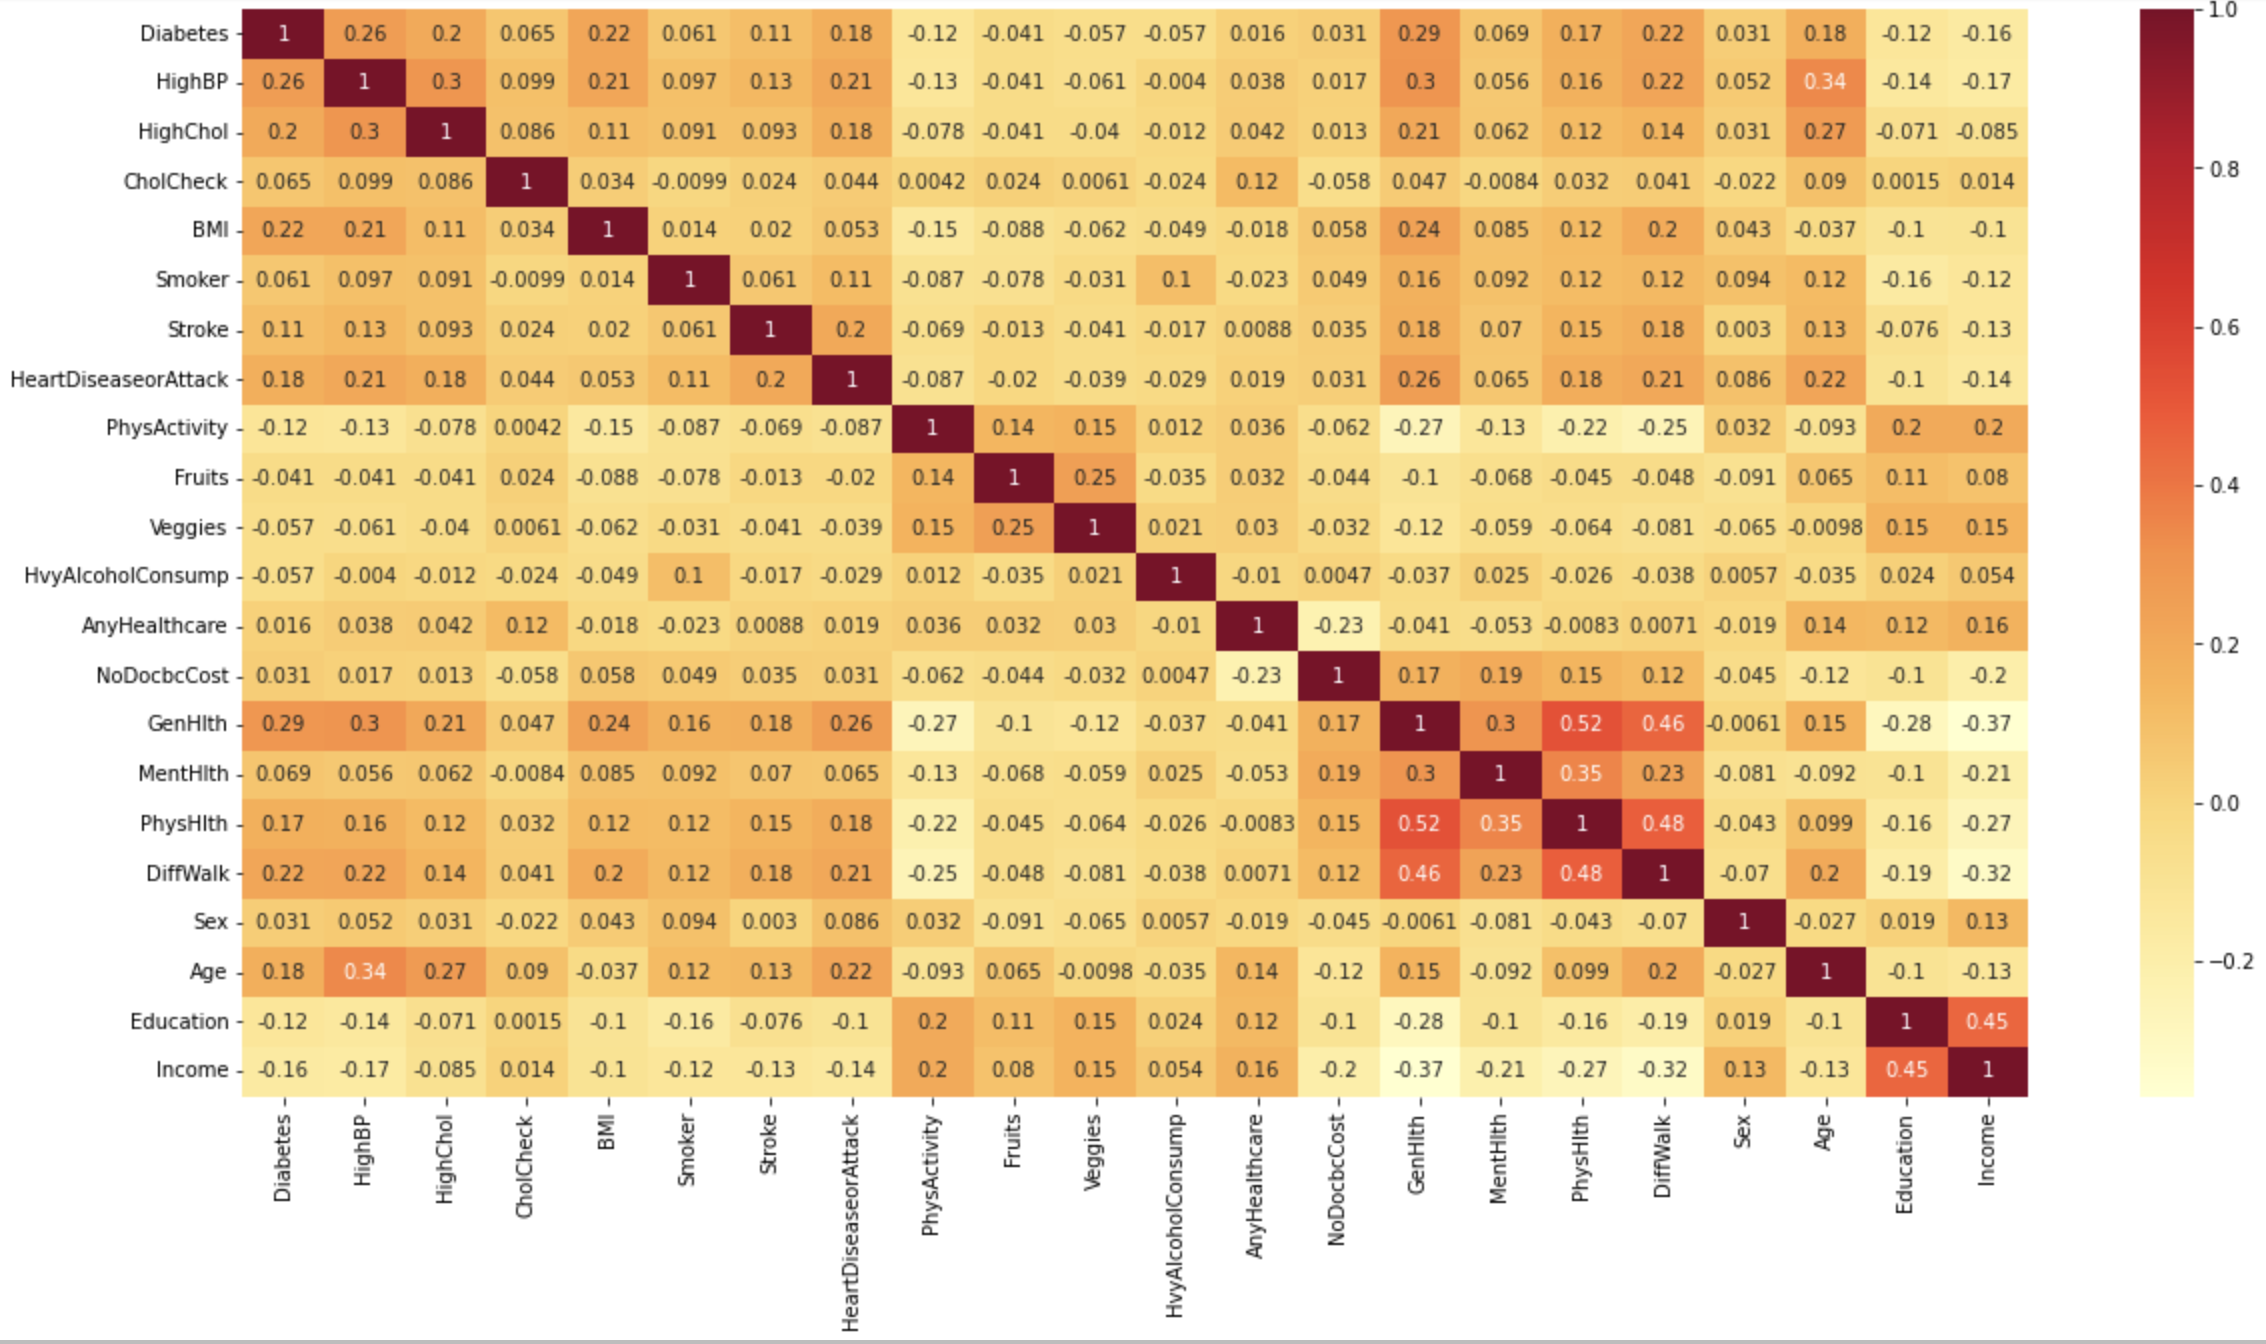 Diabetes 1 0.26 0.2 0.065 0.22 0.061 0.11 0.18 -0.12 -0.041 -0.057 -0.057 0.016 0.031 0.29 0.069 0.17 0.22 0.031 0.18 -0.12 -0.16
HighBP 0.26 1 0.3 0.099 0.21 0.097 0.13 0.21 -0.13 -0.041 -0.061 -0.004 0.038 0.017 0.3 0.056 0.16 0.22 0.052 0.34 -0.14 -0.17
HighChol 0.2 0.3 1 0.086 0.11 0.091 0.093 0.18 -0.078 -0.041 -0.04 -0.012 0.042 0.013 0.21 0.062 0.12 0.14 0.031 0.27 -0.071 -0.085
CholCheck 0.065 0.099 0.086 1 0.034 -0.0099 0.024 0.044 0.0042 0.024 0.0061 -0.024 0.12 -0.058 0.047 -0.0084 0.032 0.041 -0.022 0.09 0.0015 0.014
BMI 0.22 0.21 0.11 0.034 1 0.014 0.02 0.053 -0.15 -0.088 -0.062 -0.049 -0.018 0.058 0.24 0.085 0.12 0.2 0.043 -0.037 -0.1 -0.1
Smoker 0.061 0.097 0.091 -0.0099 0.014 1 0.061 0.11 -0.087 -0.078 -0.031 0.1 -0.023 0.049 0.16 0.092 0.12 0.12 0.094 0.12 -0.16 -0.12
Stroke 0.11 0.13 0.093 0.024 0.02 0.061 1 0.2 -0.069 -0.013 -0.041 -0.017 0.0088 0.035 0.18 0.07 0.15 0.18 0.003 0.13 -0.076 -0.13
HeartDiseaseorAttack 0.18 0.21 0.18 0.044 0.053 0.11 0.2 1 -0.087 -0.02 -0.039 -0.029 0.019 0.031 0.26 0.065 0.18 0.21 0.086 0.22 -0.1 -0.14
PhysActivity -0.12 -0.13 -0.078 0.0042 -0.15 -0.087 -0.069 -0.087 1 0.14 0.15 0.012 0.036 -0.062 -0.27 -0.13 -0.22 -0.25 0.032 -0.093 0.2 0.2
Fruits -0.041 -0.041 -0.041 0.024 -0.088 -0.078 -0.013 -0.02 0.14 1 0.25 -0.035 0.032 -0.044 -0.1 -0.068 -0.045 -0.048 -0.091 0.065 0.11 0.08
Veggies -0.057 -0.061 -0.04 0.0061 -0.062 -0.031 -0.041 -0.039 0.15 0.25 1 0.021 0.03 -0.032 -0.12 -0.059 -0.064 -0.081 -0.065 -0.0098 0.15 0.15
HvyAlcoholConsump -0.057 -0.004 -0.012 -0.024 -0.049 0.1 -0.017 -0.029 0.012 -0.035 0.021 1 -0.01 0.0047 -0.037 0.025 -0.026 -0.038 0.0057 -0.035 0.024 0.054
AnyHealthcare 0.016 0.038 0.042 0.12 -0.018 -0.023 0.0088 0.019 0.036 0.032 0.03 -0.01 1 -0.23 -0.041 -0.053 -0.0083 0.0071 -0.019 0.14 0.12 0.16
NoDocbcCost 0.031 0.017 0.013 -0.058 0.058 0.049 0.035 0.031 -0.062 -0.044 -0.032 0.0047 -0.23 1 0.17 0.19 0.15 0.12 -0.045 -0.12 -0.1 -0.2
GenHlth 0.29 0.3 0.21 0.047 0.24 0.16 0.18 0.26 -0.27 -0.1 -0.12 -0.037 -0.041 0.17 1 0.3 0.52 0.46 -0.0061 0.15 -0.28 -0.37
MentHlth 0.069 0.056 0.062 -0.0084 0.085 0.092 0.07 0.065 -0.13 -0.068 -0.059 0.025 -0.053 0.19 0.3 1 0.35 0.23 -0.081 -0.092 -0.1 -0.21
PhysHlth 0.17 0.16 0.12 0.032 0.12 0.12 0.15 0.18 -0.22 -0.045 -0.064 -0.026 -0.0083 0.15 0.52 0.35 1 0.48 -0.043 0.099 -0.16 -0.27
DiffWalk 0.22 0.22 0.14 0.041 0.2 0.12 0.18 0.21 -0.25 -0.048 -0.081 -0.038 0.0071 0.12 0.46 0.23 0.48 1 -0.07 0.2 -0.19 -0.32
Sex 0.031 0.052 0.031 -0.022 0.043 0.094 0.003 0.086 0.032 -0.091 -0.065 0.0057 -0.019 -0.045 -0.0061 -0.081 -0.043 -0.07 1 -0.027 0.019 0.13
Age 0.18 0.34 0.27 0.09 -0.037 0.12 0.13 0.22 -0.093 0.065 -0.0098 -0.035 0.14 -0.12 0.15 -0.092 0.099 0.2 -0.027 1 -0.1 -0.13
Education -0.12 -0.14 -0.071 0.0015 -0.1 -0.16 -0.076 -0.1 0.2 0.11 0.15 0.024 0.12 -0.1 -0.28 -0.1 -0.16 -0.19 0.019 -0.1 1 0.45
Income -0.16 -0.17 -0.085 0.014 -0.1 -0.12 -0.13 -0.14 0.2 0.08 0.15 0.054 0.16 -0.2 -0.37 -0.21 -0.27 -0.32 0.13 -0.13 0.45 1
Diabetes HighBP HighChol CholCheck BMI Smoker Stroke HeartDiseaseorAttack PhysActivity Fruits Veggies HvyAlcoholConsump AnyHealthcare NoDocbcCost GenHlth MentHlth PhysHlth DiffWalk Sex Age Education Income
1.0
0.8
0.6
0.4
0.2
0.0
−0.2